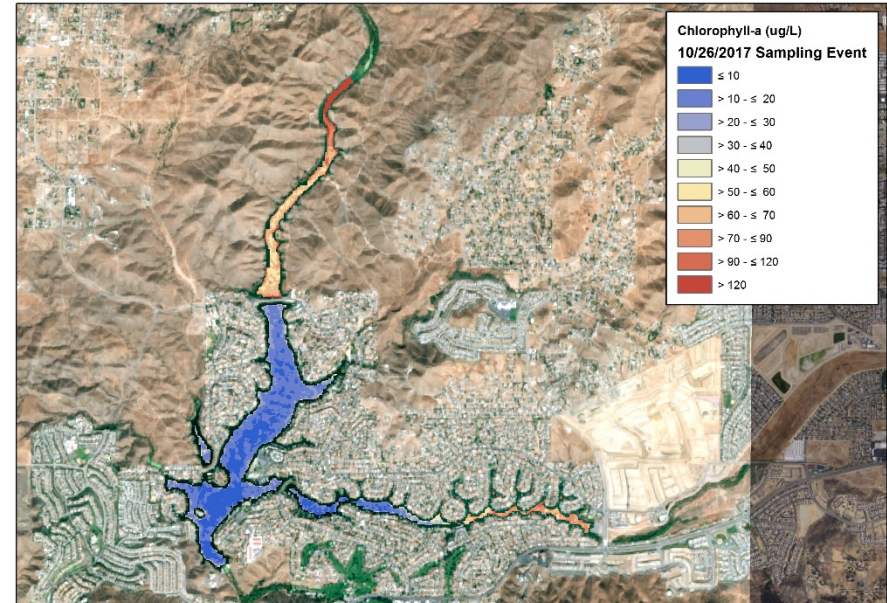 Chlorophyll-a (ug/L)
10/26/2017 Sampling Event
≤ 10
> 10 - ≤ 20
> 20 - ≤ 30
> 30 - ≤ 40
> 40 - ≤ 50
> 50 - ≤ 60
> 60 - ≤ 70
> 70 - ≤ 90
> 90 - ≤ 120
> 120